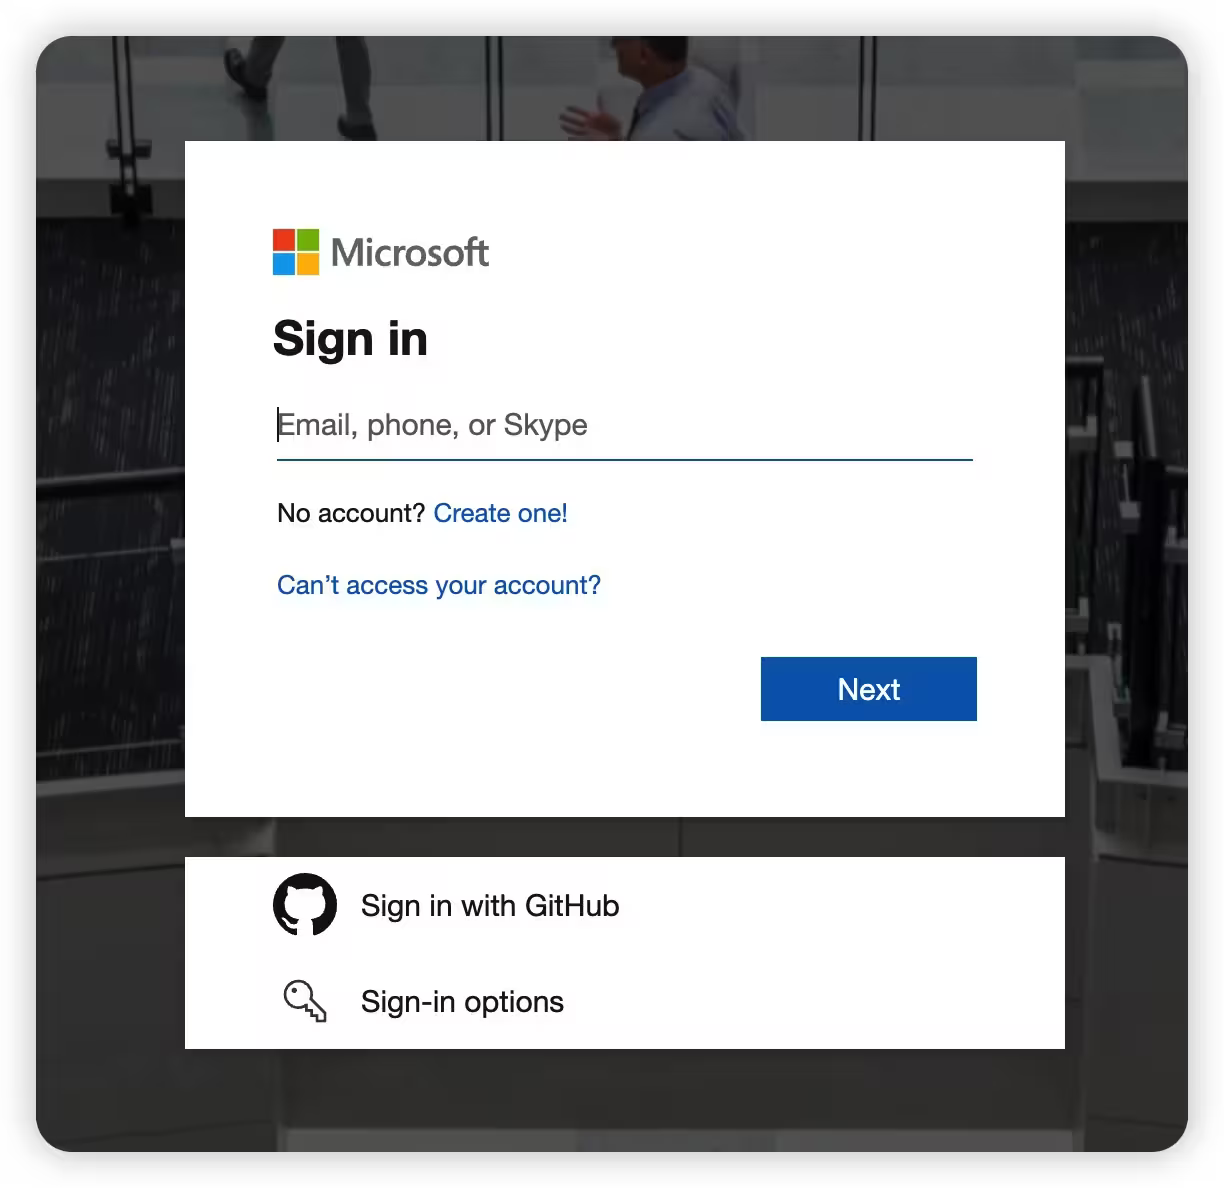 Microsoft
Sign in
Email, phone, or Skype
No account? Create one!
Can’t access your account?
Next
Sign in with GitHub
Sign-in options